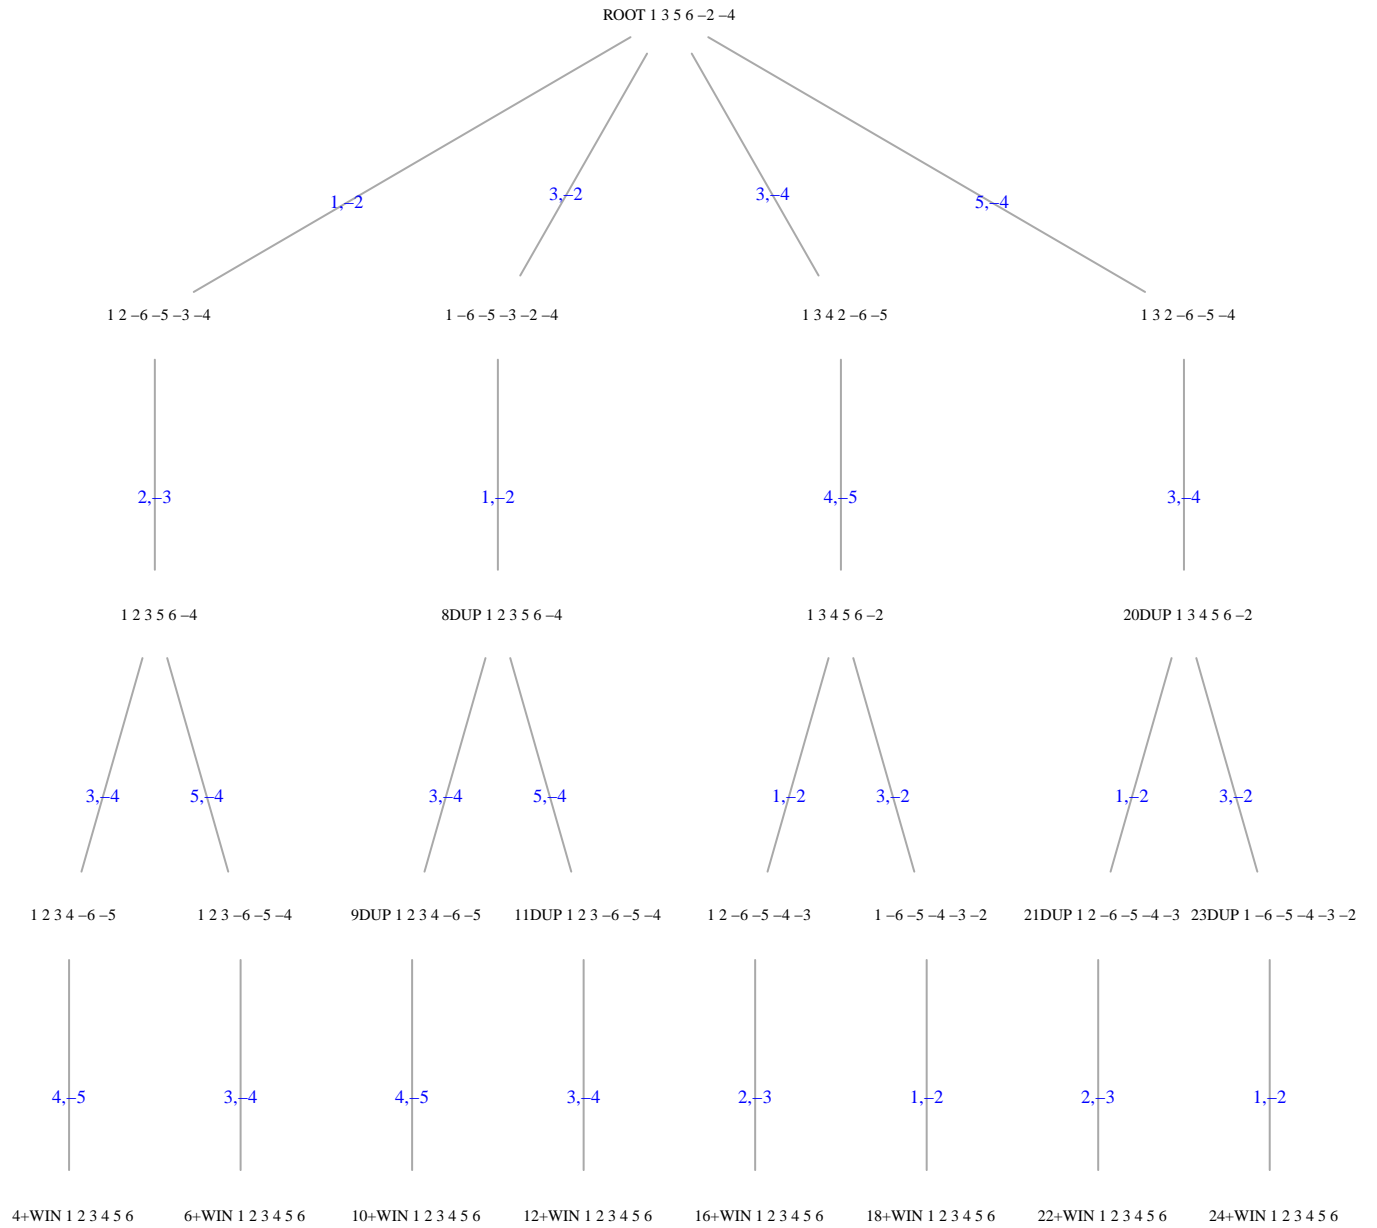 ROOT 1 3 5 6 −2 −4
1,−2 3,−2 3,−4 5,−4
1 2 −6 −5 −3 −4 1 −6 −5 −3 −2 −4 1 3 4 2 −6 −5 1 3 2 −6 −5 −4
2,−3 1,−2 4,−5 3,−4
1 2 3 5 6 −4 8DUP 1 2 3 5 6 −4 1 3 4 5 6 −2 20DUP 1 3 4 5 6 −2
3,−4 5,−4 3,−4 5,−4 1,−2 3,−2 1,−2 3,−2
1 2 3 4 −6 −5 1 2 3 −6 −5 −4 9DUP 1 2 3 4 −6 −5 11DUP 1 2 3 −6 −5 −4 1 2 −6 −5 −4 −3 1 −6 −5 −4 −3 −2 21DUP 1 2 −6 −5 −4 −3 23DUP 1 −6 −5 −4 −3 −2
4,−5 3,−4 4,−5 3,−4 2,−3 1,−2 2,−3 1,−2
4+WIN 1 2 3 4 5 6 6+WIN 1 2 3 4 5 6 10+WIN 1 2 3 4 5 6 12+WIN 1 2 3 4 5 6 16+WIN 1 2 3 4 5 6 18+WIN 1 2 3 4 5 6 22+WIN 1 2 3 4 5 6 24+WIN 1 2 3 4 5 6